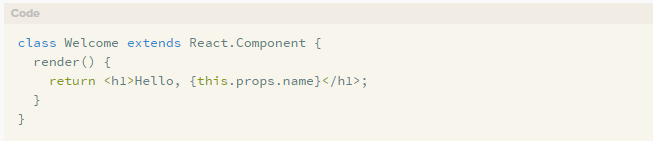 Code
class Welcome extends React.Component {
  render() {
    return <h1>Hello, {this.props.name}</h1>;
  }
}